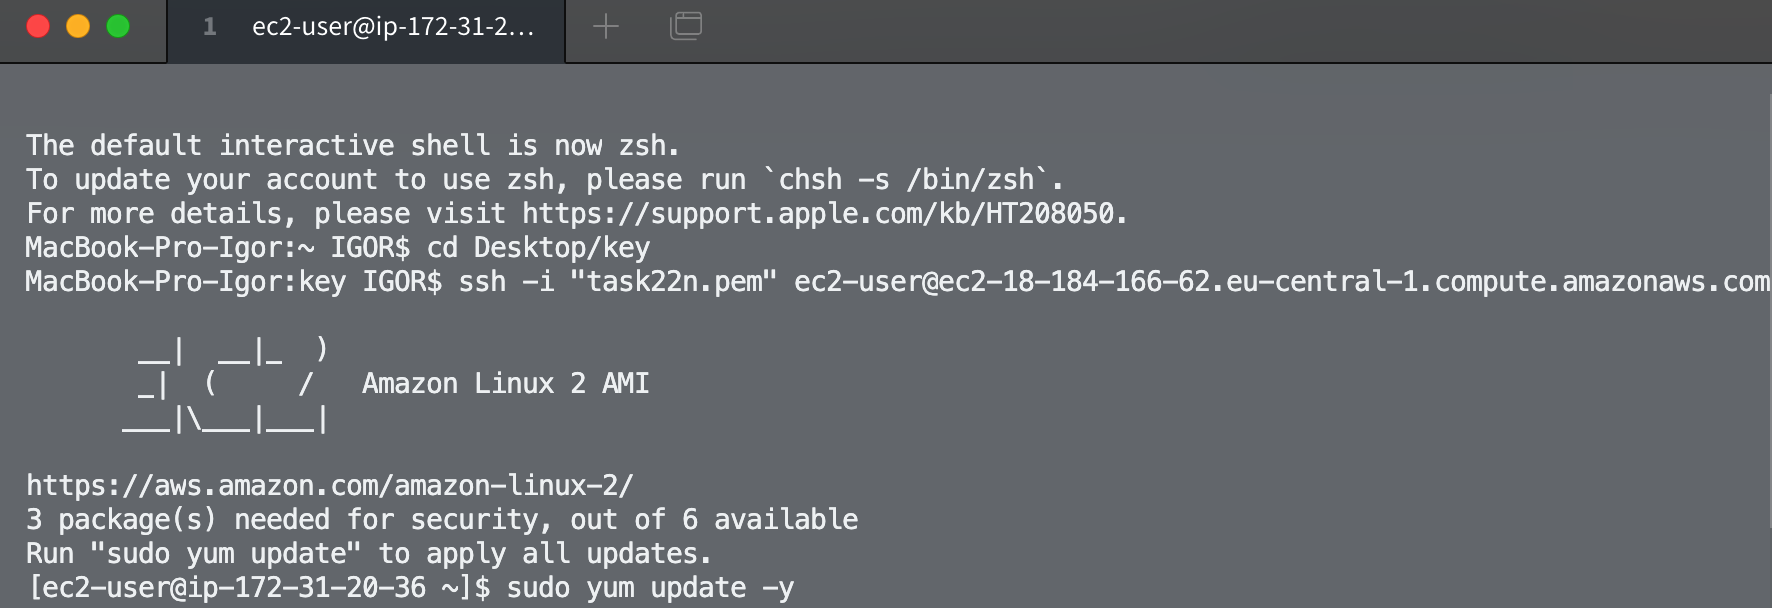 1 ec2-user@ip-172-31-2...
The default interactive shell is now zsh.
To update your account to use zsh, please run `chsh -s /bin/zsh`.
For more details, please visit https://support.apple.com/kb/HT208050.
MacBook-Pro-Igor:~ IGOR$ cd Desktop/key
MacBook-Pro-Igor:key IGOR$ ssh -i "task22n.pem" ec2-user@ec2-18-184-166-62.eu-central-1.compute.amazonaws.com
       __|  __|_  )
       _|  (     /   Amazon Linux 2 AMI
      ___|\___|___|
https://aws.amazon.com/amazon-linux-2/
3 package(s) needed for security, out of 6 available
Run "sudo yum update" to apply all updates.
[ec2-user@ip-172-31-20-36 ~]$ sudo yum update -y